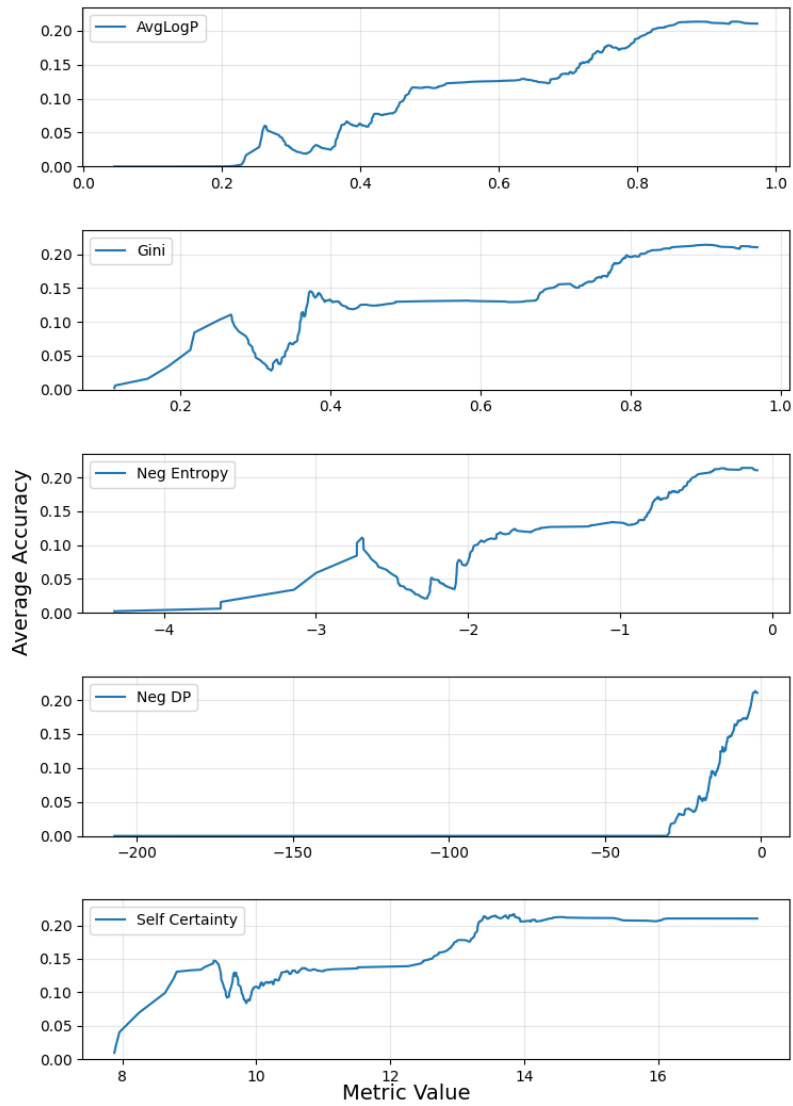 AvgLogP
0.20
0.15
0.10
0.05
0.00
0.0 0.2 0.4 0.6 0.8 1.0
Gini
0.20
0.15
0.10
0.05
0.00
0.2 0.4 0.6 0.8 1.0
Average Accuracy
Neg Entropy
0.20
0.15
0.10
0.05
0.00
−4 −3 −2 −1 0
Neg DP
0.20
0.15
0.10
0.05
0.00
−200 −150 −100 −50 0
Self Certainty
0.20
0.15
0.10
0.05
0.00
8 10 12 14 16
Metric Value